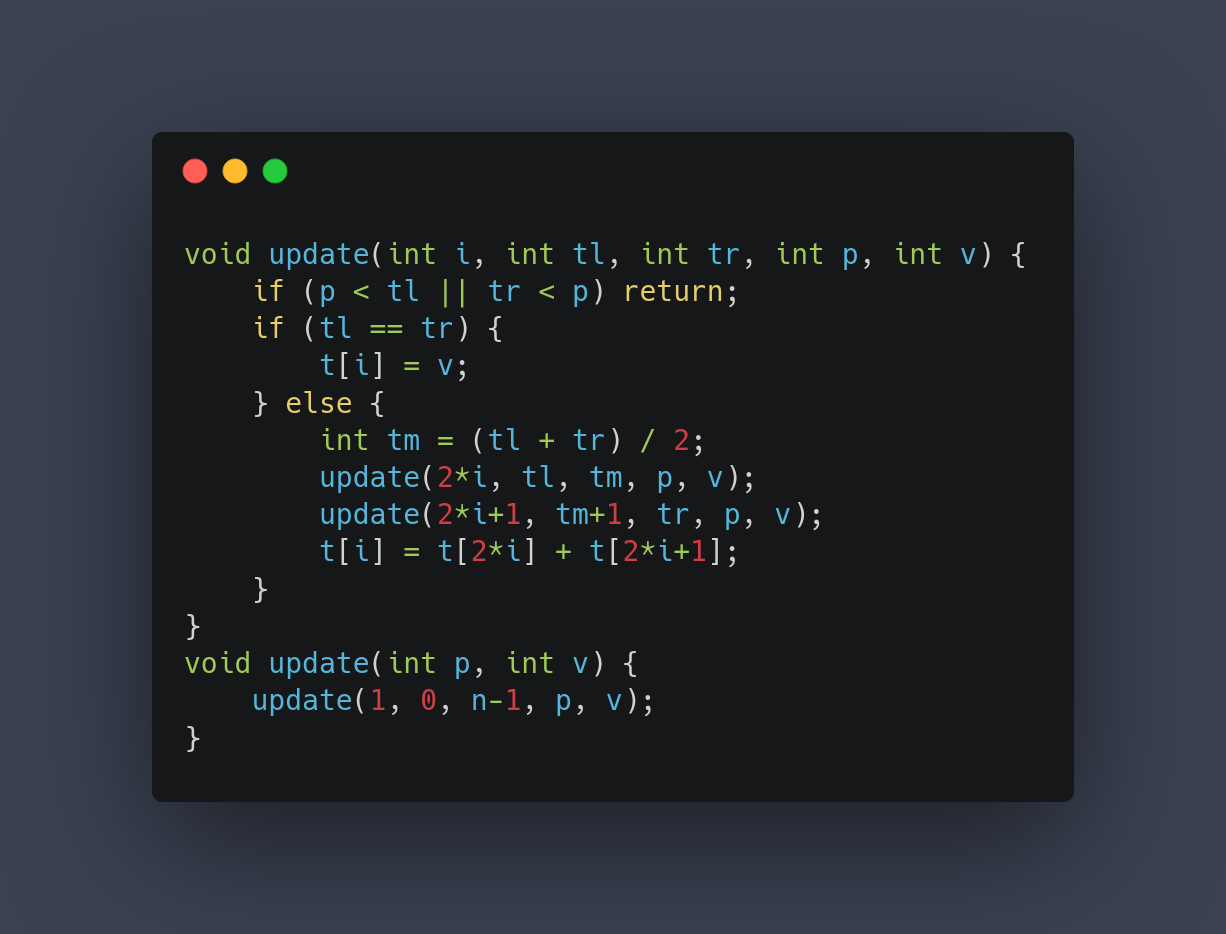 void update(int i, int tl, int tr, int p, int v) {
    if (p < tl || tr < p) return;
    if (tl == tr) {
        t[i] = v;
    } else {
        int tm = (tl + tr) / 2;
        update(2*i, tl, tm, p, v);
        update(2*i+1, tm+1, tr, p, v);
        t[i] = t[2*i] + t[2*i+1];
    }
}
void update(int p, int v) {
    update(1, 0, n-1, p, v);
}